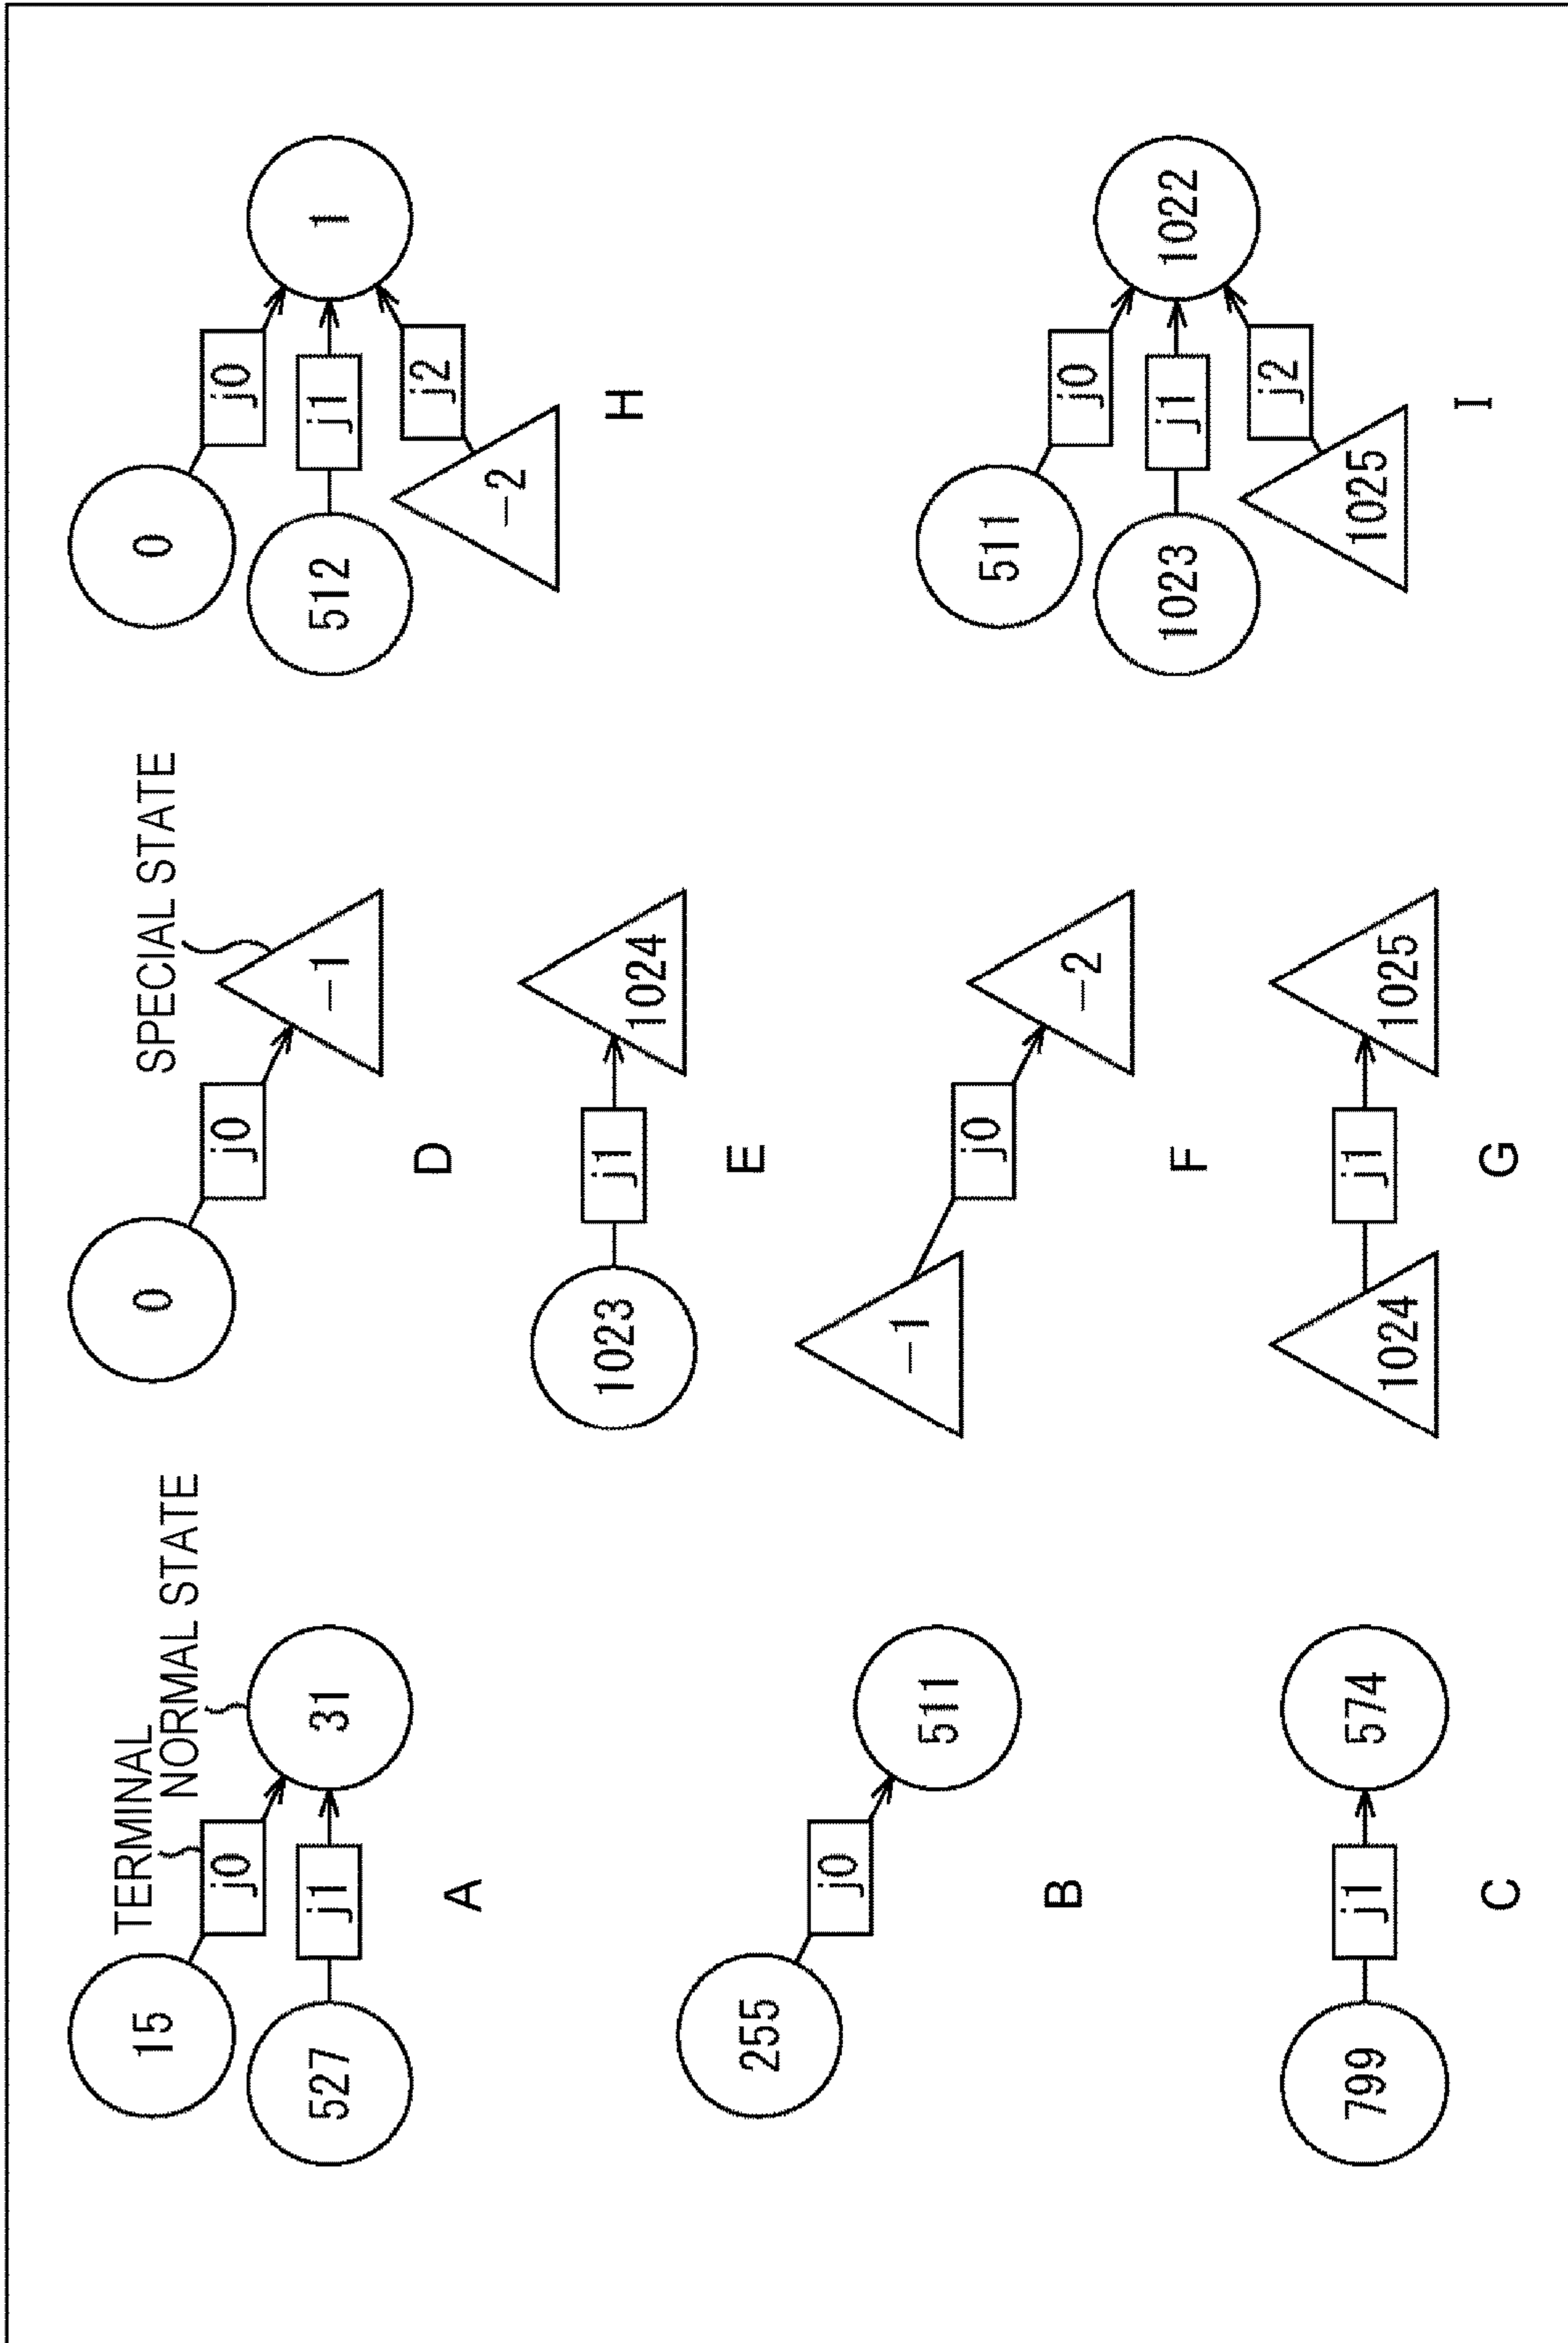 TERMINAL
NORMAL STATE
15
j0
527
j1
31
A
255
j0
511
B
799
j1
574
C
SPECIAL STATE
0
j0
−1
D
1023
j1
1024
E
−1
j0
−2
F
1024
j1
1025
G
0
j0
512
j1
1
−2
j2
H
511
j0
1023
j1
1022
1025
j2
I